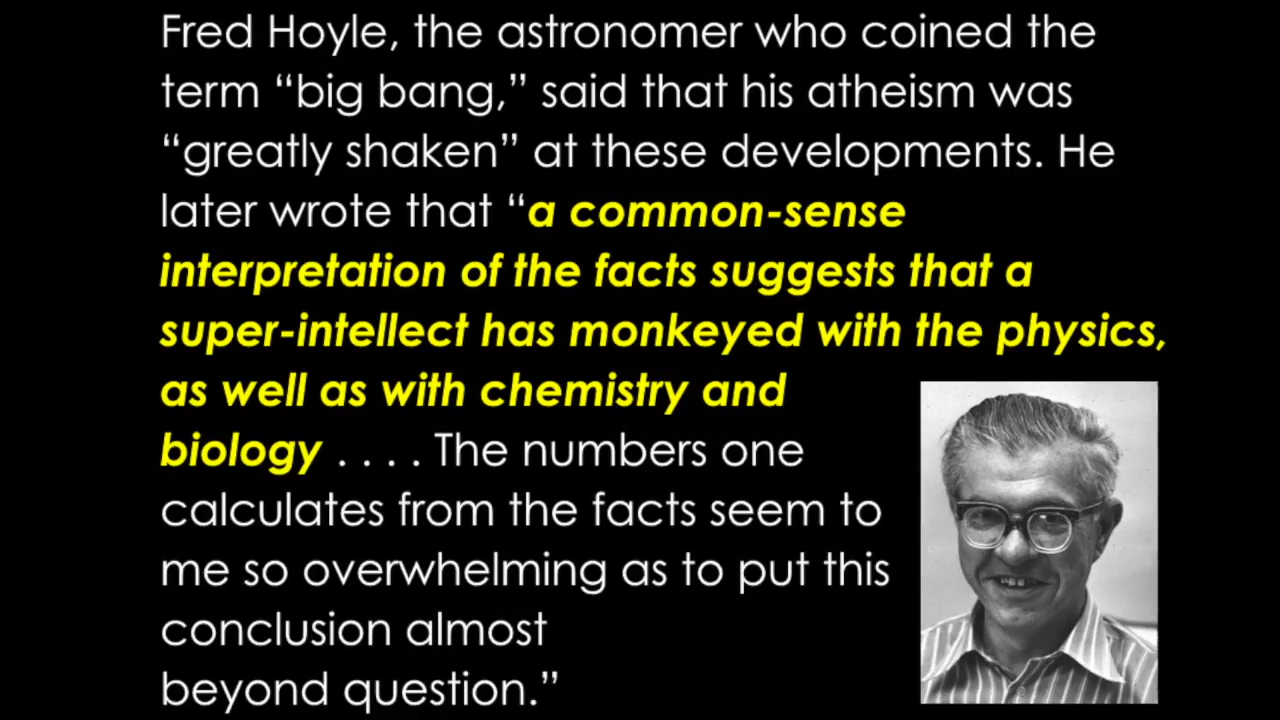 Fred Hoyle, the astronomer who coined the
term “big bang,” said that his atheism was
“greatly shaken” at these developments. He
later wrote that “a common-sense
interpretation of the facts suggests that a
super-intellect has monkeyed with the physics,
as well as with chemistry and
biology . . . . The numbers one
calculates from the facts seem to
me so overwhelming as to put this
conclusion almost
beyond question.”